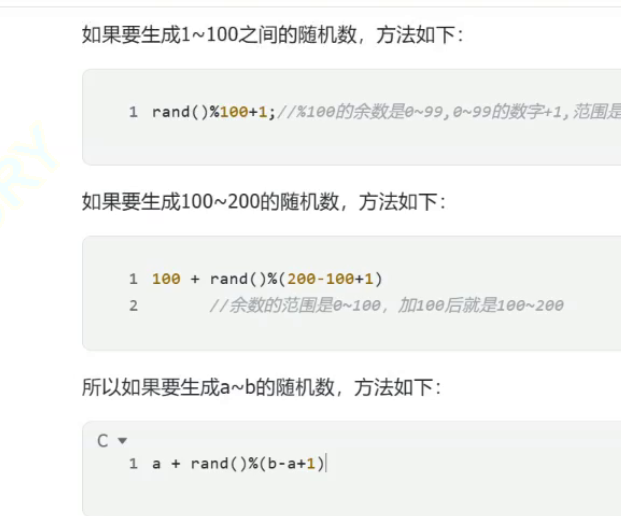 如果要生成1~100之间的随机数，方法如下：
1 rand()%100+1;//%100的余数是0~99,0~99的数字+1,范围是
如果要生成100~200的随机数，方法如下：
1 100 + rand()%(200-100+1)
2 //余数的范围是0~100，加100后就是100~200
所以如果要生成a~b的随机数，方法如下：
C
1 a + rand()%(b-a+1)